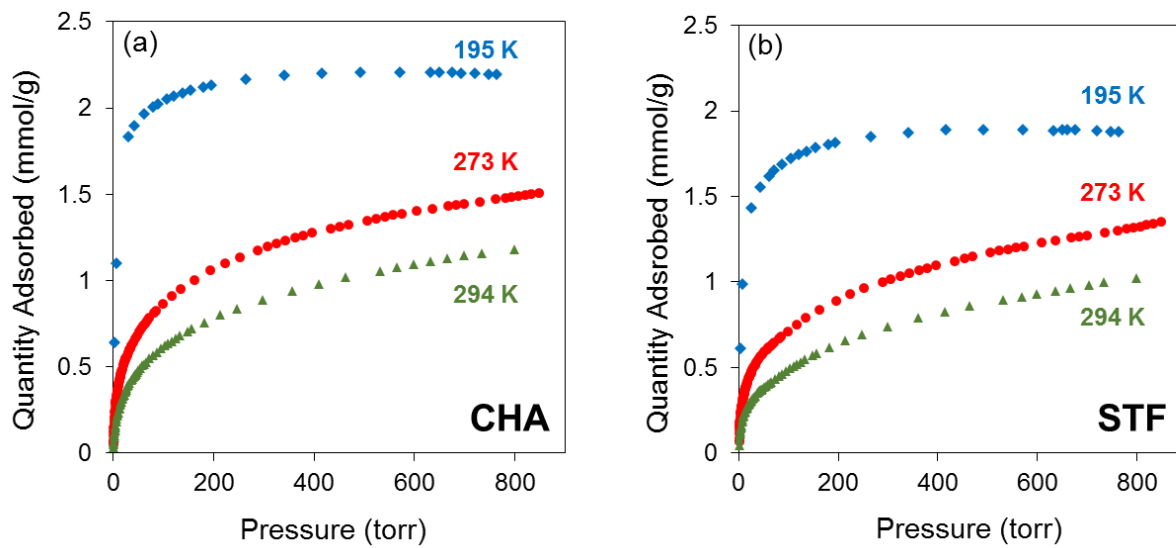 (a)
Quantity Adsorbed (mmol/g)
2.5
2
1.5
1
0.5
0
195 K
273 K
294 K
CHA
0
200
400
600
800
Pressure (torr)
(b)
Quantity Adsrobed (mmol/g)
2.5
2
1.5
1
0.5
0
195 K
273 K
294 K
STF
0
200
400
600
800
Pressure (torr)